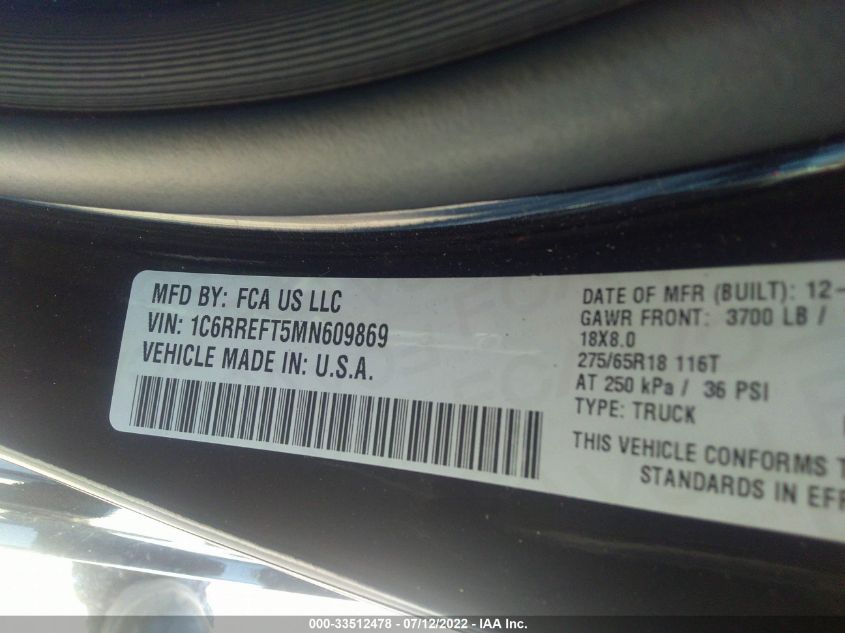 MFD BY: FCA US LLC
VIN: 1C6RREFT5MN609869
VEHICLE MADE IN: U.S.A.
DATE OF MFR (BUILT): 12-
GAWR FRONT: 3700 LB /
18X8.0
275/65R18 116T
AT 250 kPa / 36 PSI
TYPE: TRUCK
THIS VEHICLE CONFORMS
STANDARDS IN
000-33512478 - 07/12/2022 - IAA Inc.